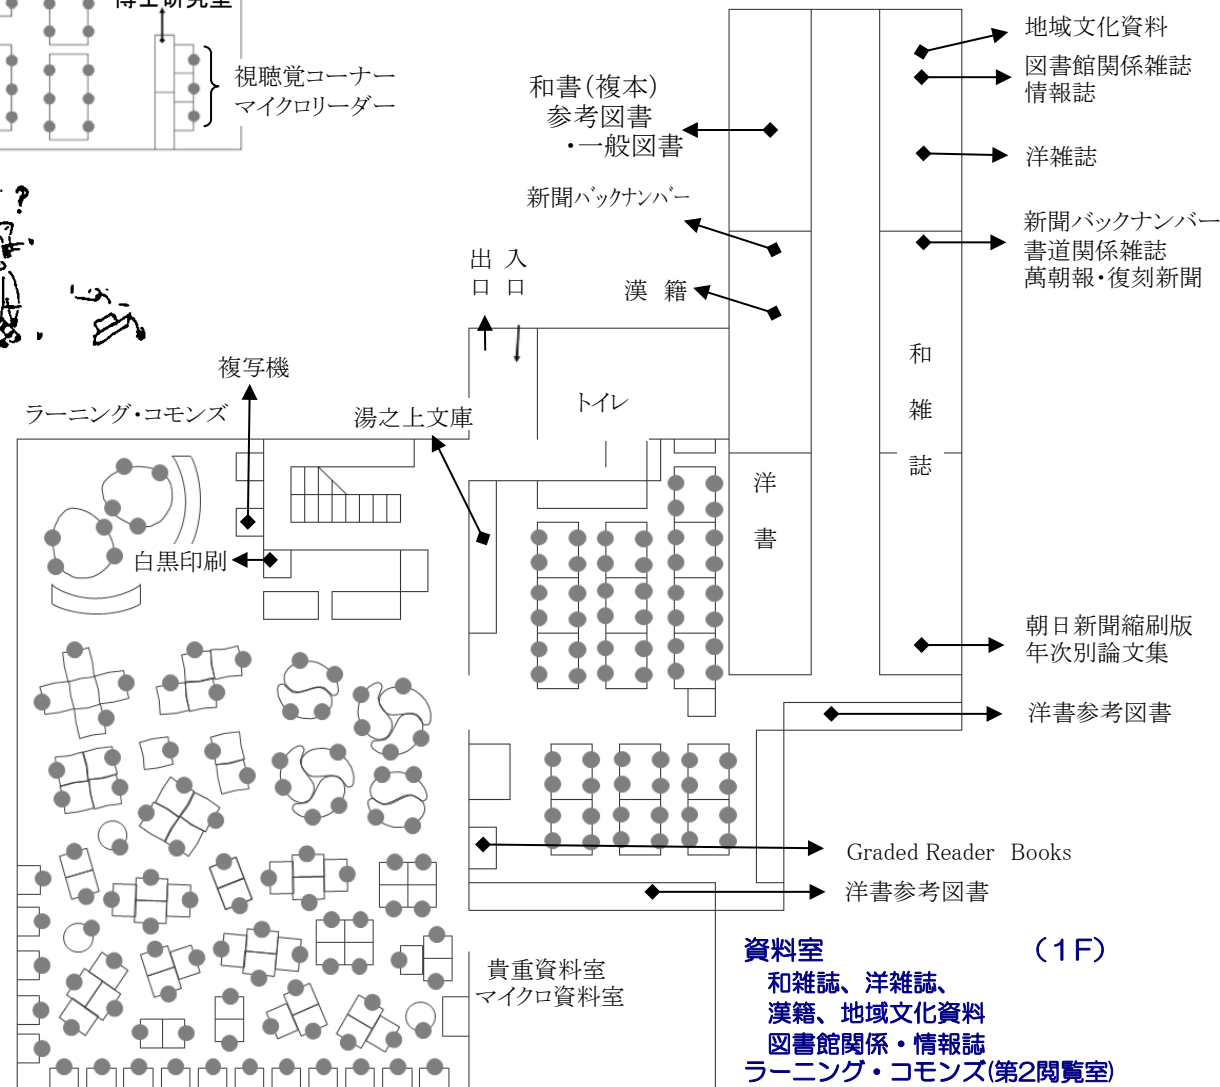 博士研究室
視聴覚コーナー
マイクロリーダー
和書(複本)
参考図書
・一般図書
新聞バックナンバー
出口
入口
漢 籍
地域文化資料
図書館関係雑誌
情報誌
洋雑誌
新聞バックナンバー
書道関係雑誌
萬朝報・復刻新聞
複写機
ラーニング・コモンズ
湯之上文庫
トイレ
和雑誌
洋書
白黒印刷
朝日新聞縮刷版
年次別論文集
洋書参考図書
Graded Reader Books
洋書参考図書
貴重資料室
マイクロ資料室
資料室 (1F)
和雑誌、洋雑誌、
漢籍、地域文化資料
図書館関係・情報誌
ラーニング・コモンズ(第2閲覧室)